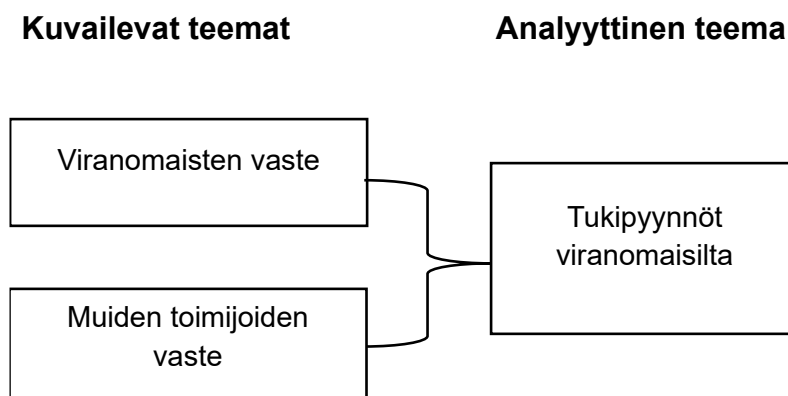 Kuvailevat teemat
Analyyttinen teema
Viranomaisten vaste
Tukipyynnöt
viranomaisilta
Muiden toimijoiden
vaste